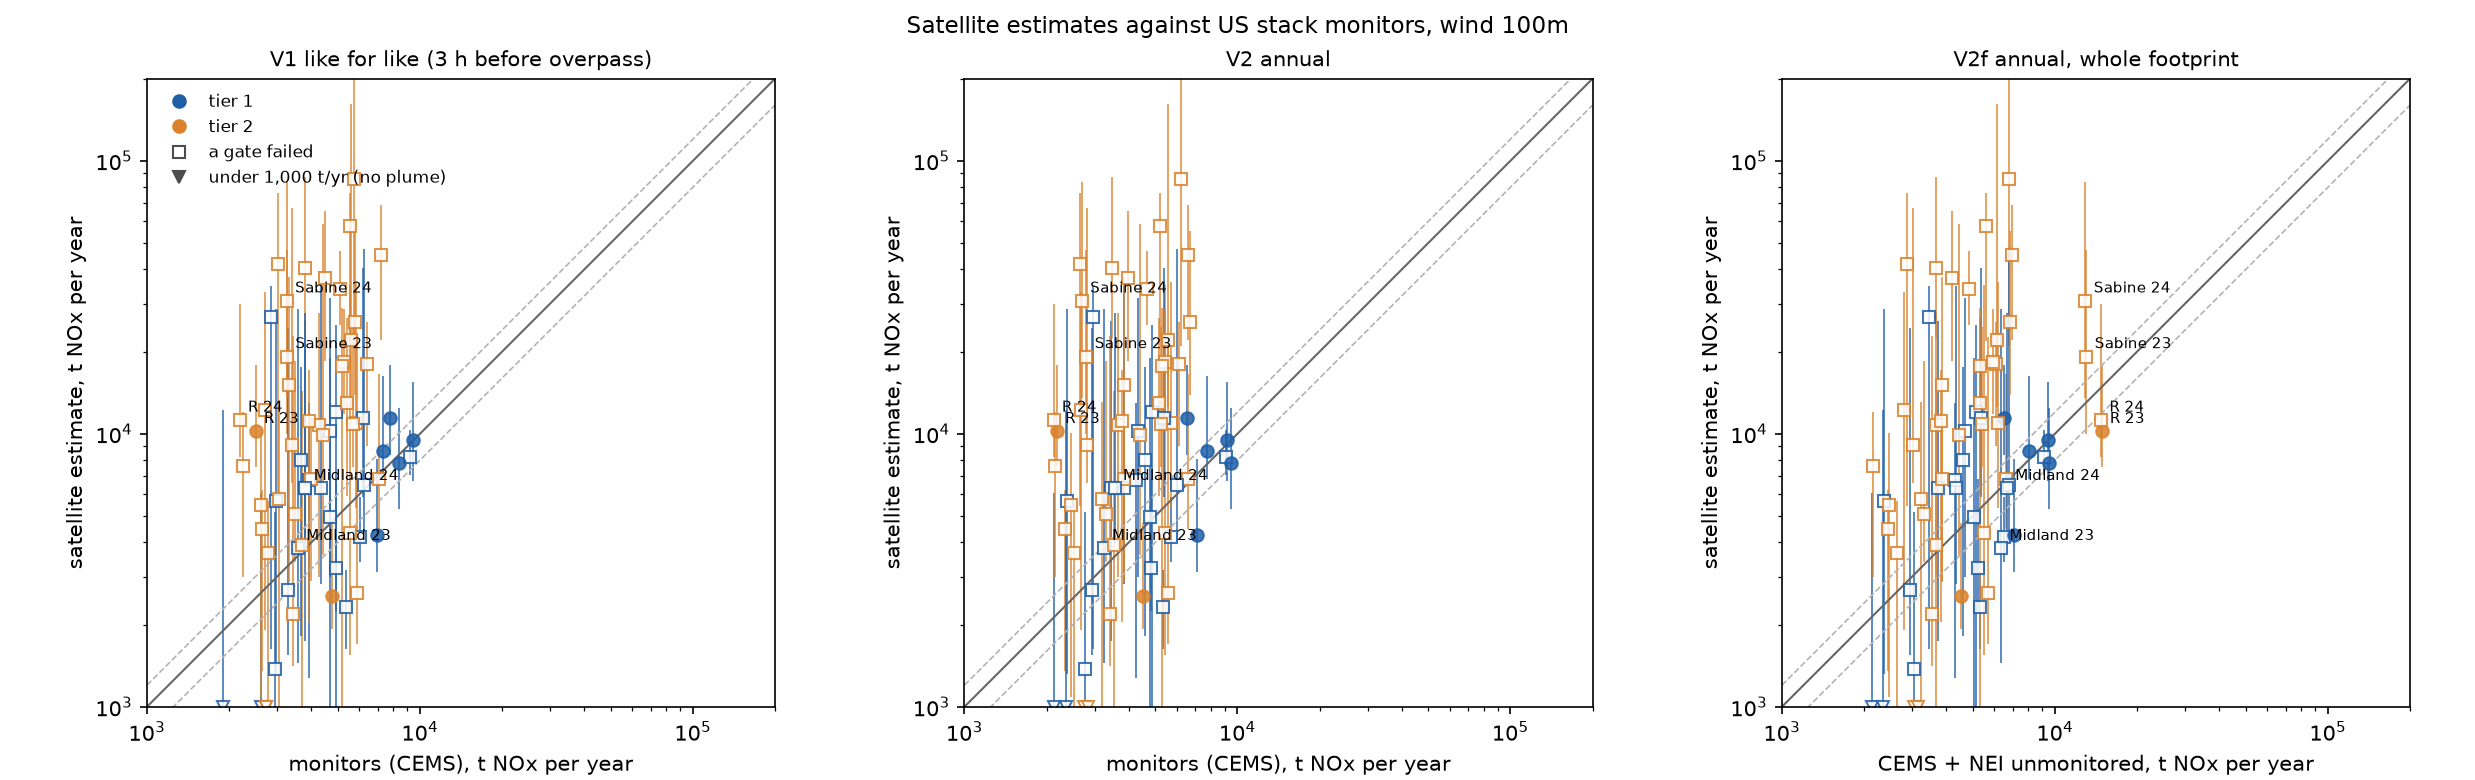 Satellite estimates against US stack monitors, wind 100m
V1 like for like (3 h before overpass)
tier 1
tier 2
a gate failed
under 1,000 t/yr (no plume)
Sabine 24
Sabine 23
R 24
R 23
Midland 24
Midland 23
10^5
10^4
10^3
10^3
10^4
10^5
satellite estimate, t NOx per year
monitors (CEMS), t NOx per year
V2 annual
Sabine 24
Sabine 23
R 24
R 23
Midland 24
Midland 23
10^5
10^4
10^3
10^3
10^4
10^5
satellite estimate, t NOx per year
monitors (CEMS), t NOx per year
V2f annual, whole footprint
Sabine 24
Sabine 23
R 24
R 23
Midland 24
Midland 23
10^5
10^4
10^3
10^3
10^4
10^5
satellite estimate, t NOx per year
CEMS + NEI unmonitored, t NOx per year